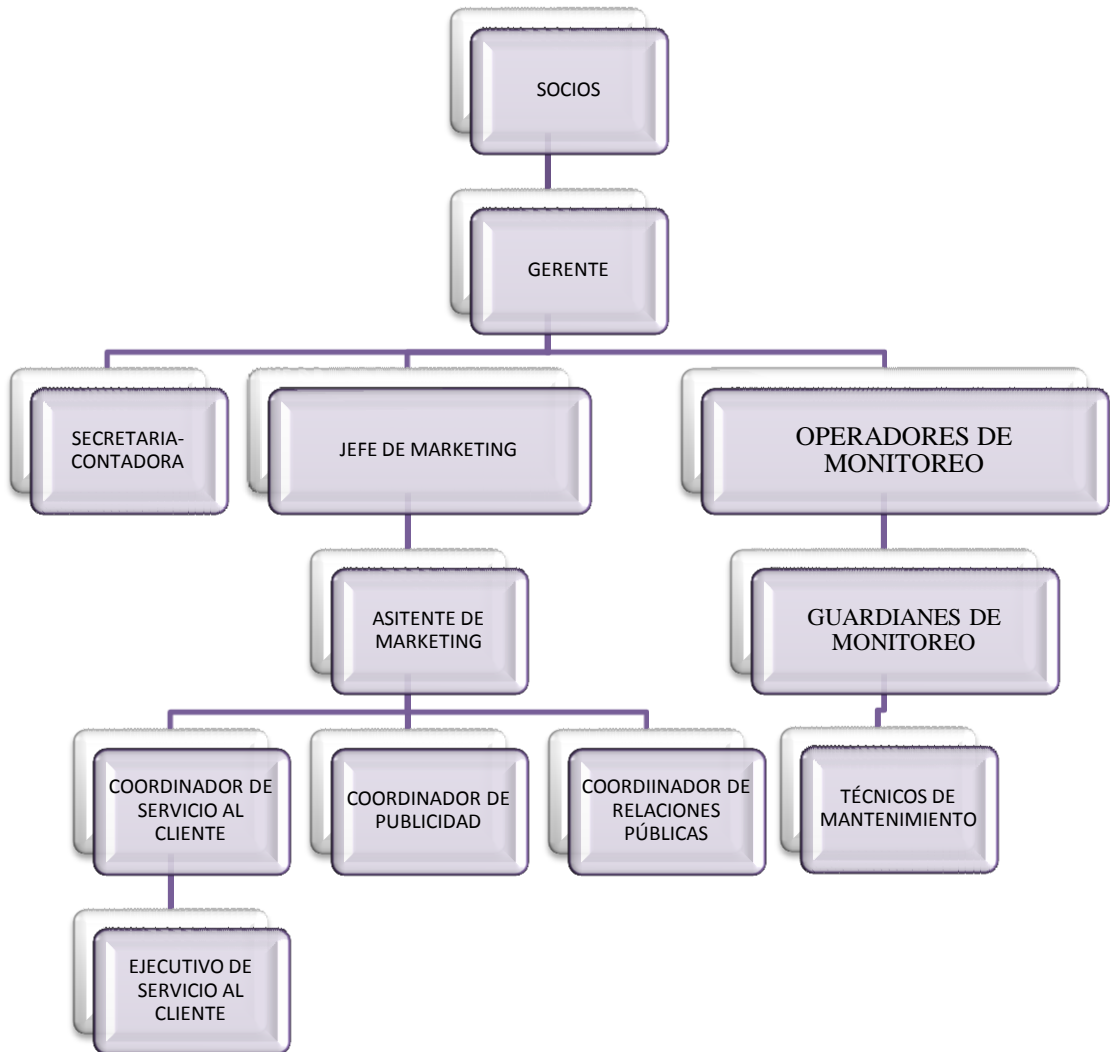 SOCIOS
GERENTE
SECRETARIA-
CONTADORA
JEFE DE MARKETING
OPERADORES DE
MONITOREO
ASITENTE DE
MARKETING
GUARDIANES DE
MONITOREO
COORDINADOR DE
SERVICIO AL
CLIENTE
COORDINADOR DE
PUBLICIDAD
COORDIINADOR DE
RELACIONES
PÚBLICAS
TÉCNICOS DE
MANTENIMIENTO
EJECUTIVO DE
SERVICIO AL
CLIENTE